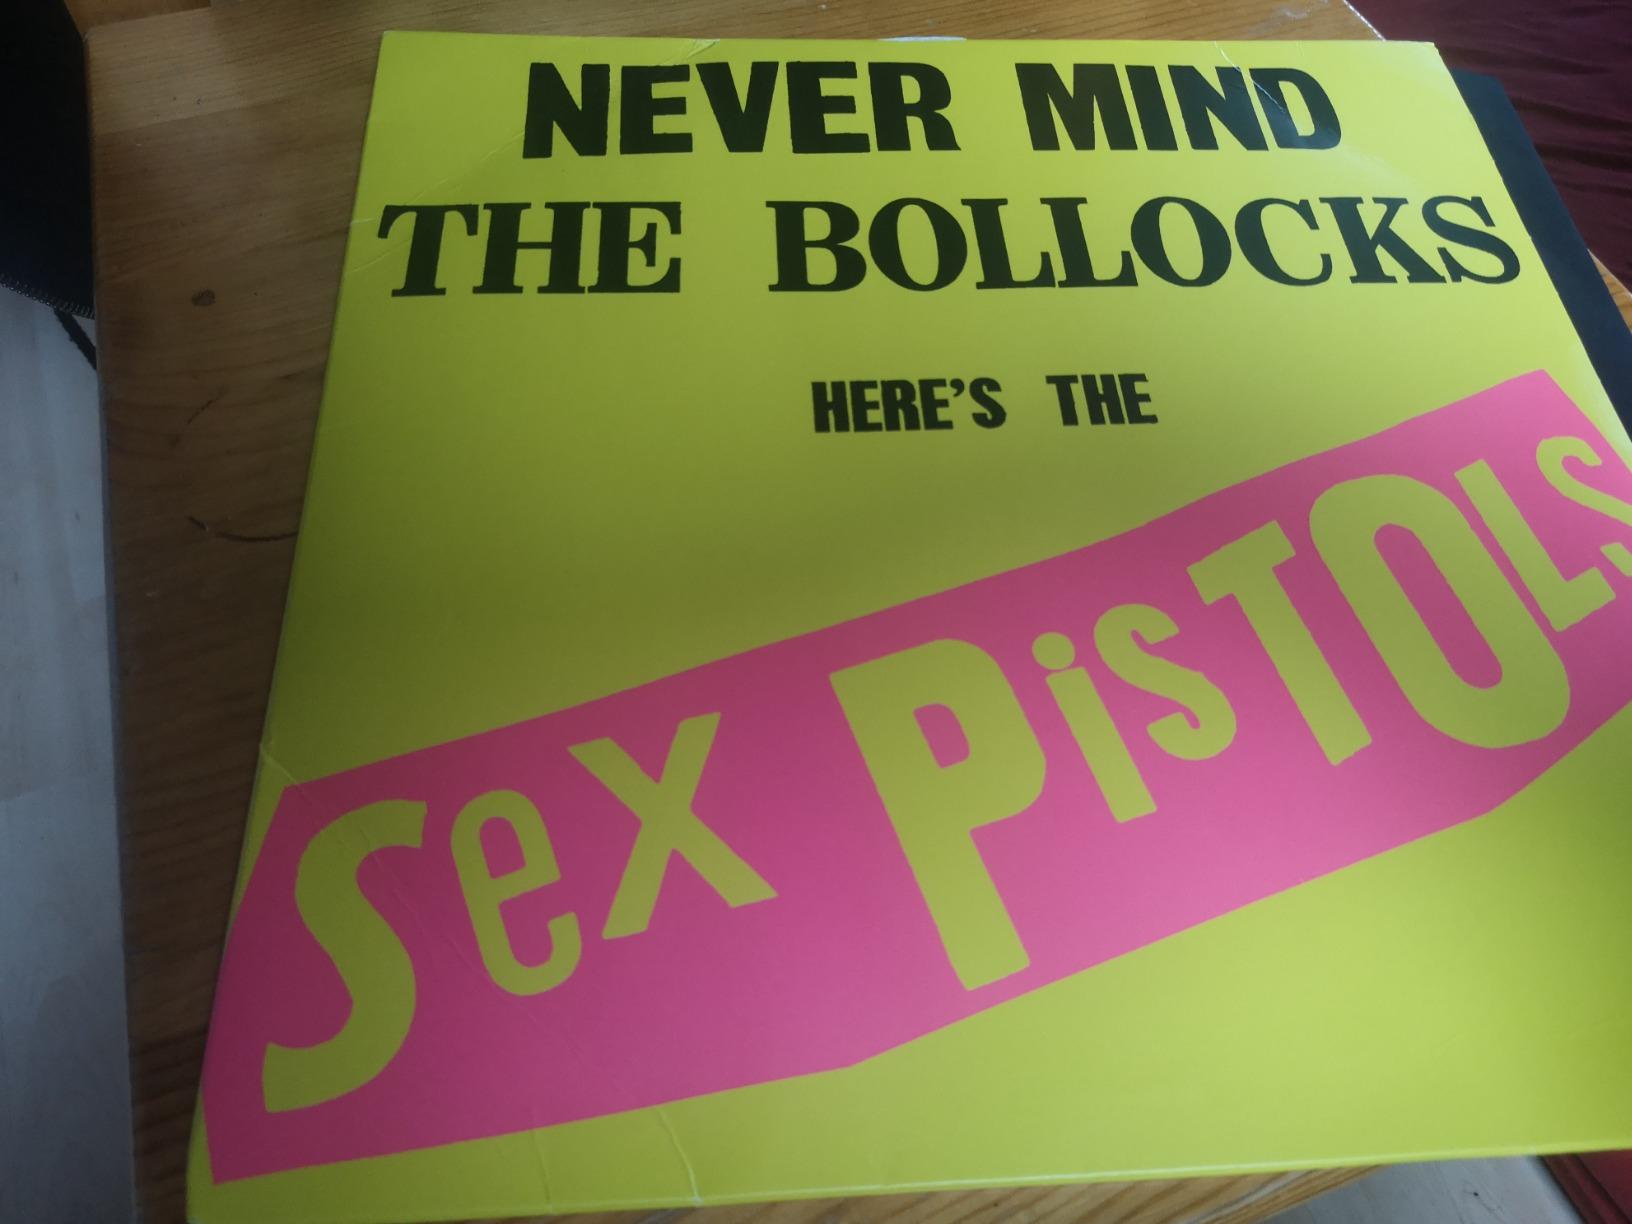 NEVER MIND
THE BOLLOCKS
HERE'S THE
Sex PiSTOLS